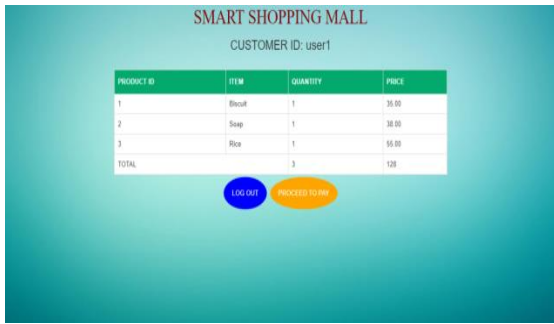 SMART SHOPPING MALL
CUSTOMER ID: user1
PRODUCT ID ITEM QUANTITY PRICE
1 Biscuit 1 35.00
2 Soap 1 38.00
3 Rice 1 55.00
TOTAL 3 128
LOG OUT PROCEED TO PAY